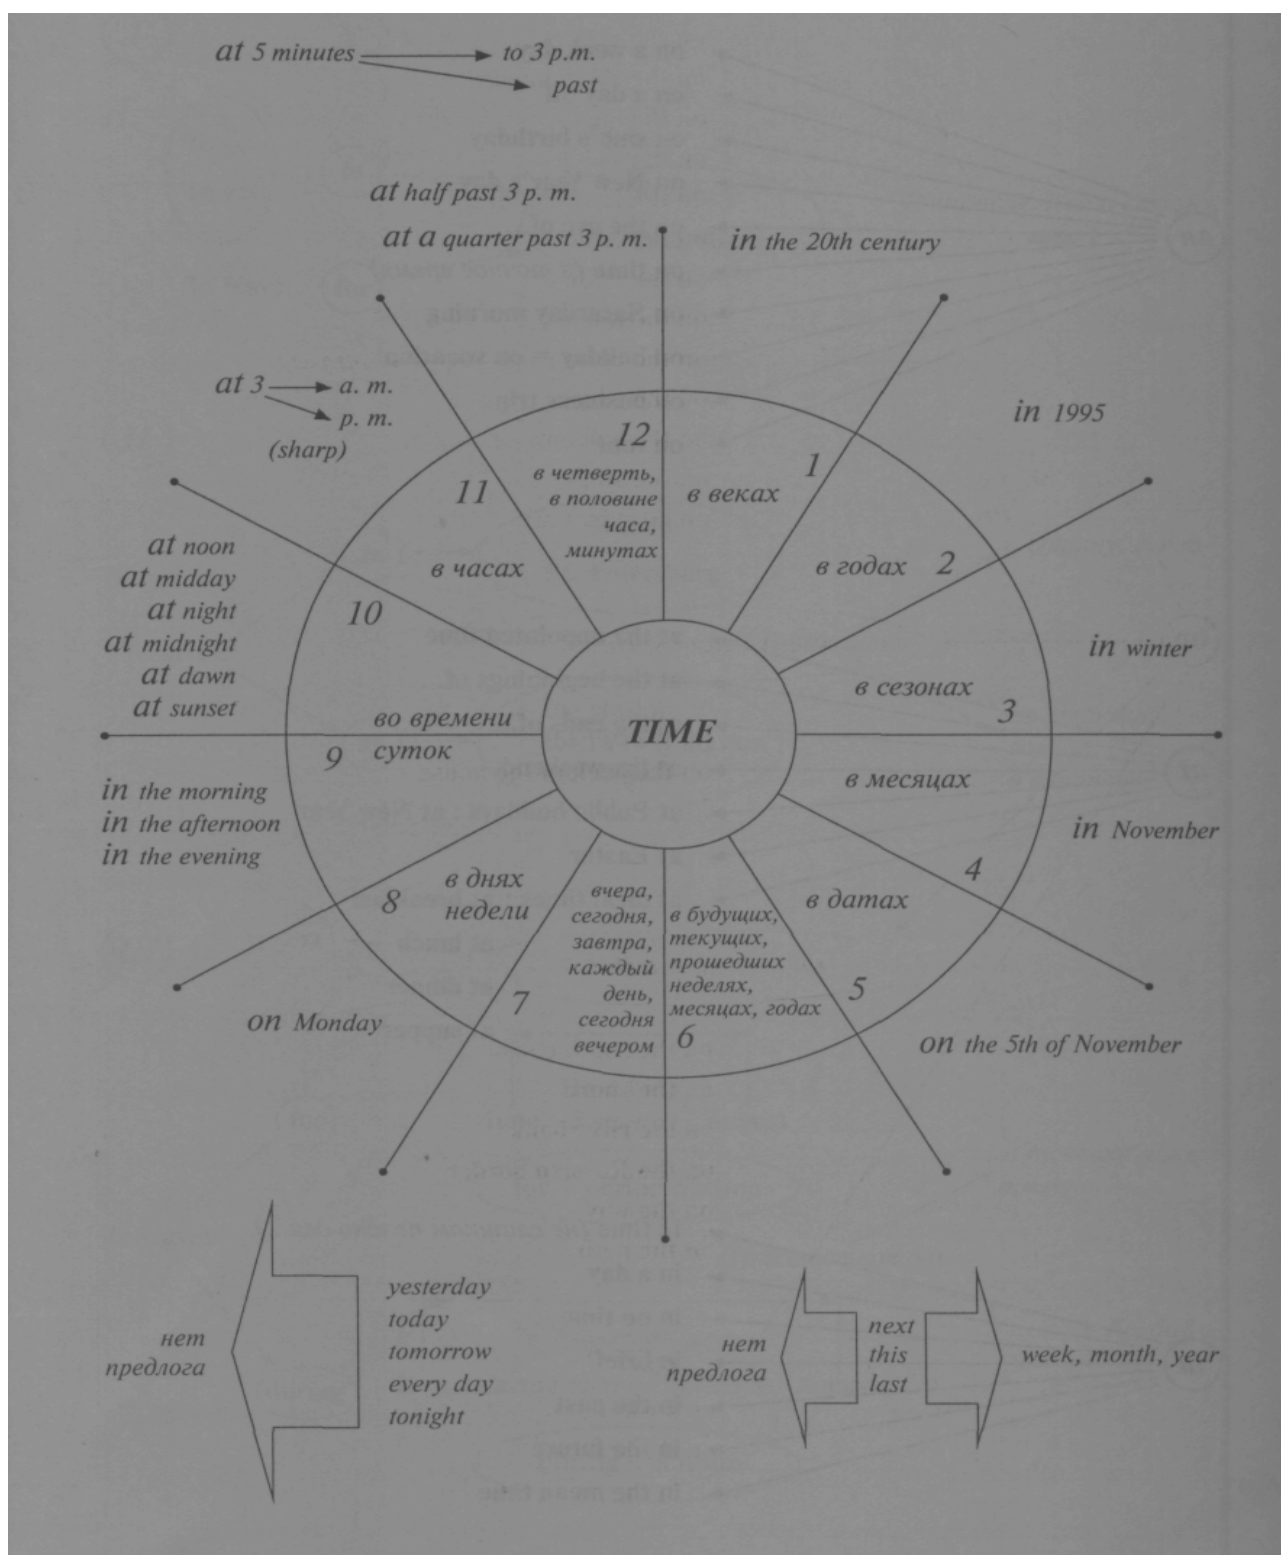 at 5 minutes to 3 p.m.
past
at half past 3 p. m.
at a quarter past 3 p. m.
in the 20th century
at 3 a. m.
p. m.
(sharp)
in 1995
12
в четверть,
в половине
часа,
минутах
в веках
1
11
в часах
в годах 2
at noon
at midday
at night
at midnight
at dawn
at sunset
10
in winter
в сезонах
3
во времени
суток
9
TIME
in the morning
in the afternoon
in the evening
в месяцах
in November
4
в днях
недели
8
вчера,
сегодня,
завтра,
каждый
день,
сегодня
вечером
в будущих,
текущих,
прошедших
неделях,
месяцах, годах
6
в датах
5
7
on Monday
on the 5th of November
нет
предлога
yesterday
today
tomorrow
every day
tonight
нет
предлога
next
this
last
week, month, year